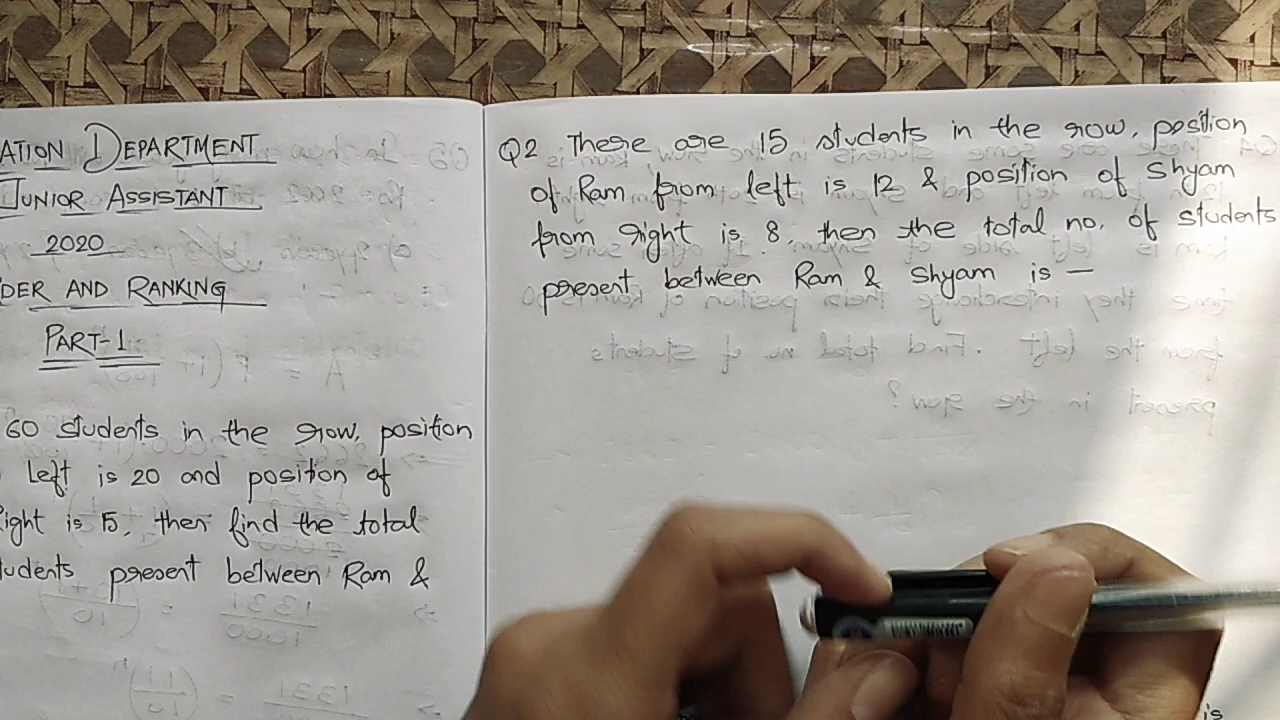 ATION DEPARTMENT
JUNIOR ASSISTANT
2020
DER AND RANKING
PART-1
60 students in the row, position
left is 20 and position of
ight is 15, then find the total
tudents present between Ram &
Q2 There are 15 students in the row, position
of Ram from left is 12 & position of Shyam
from right is 8, then the total no. of students
present between Ram & Shyam is —
is